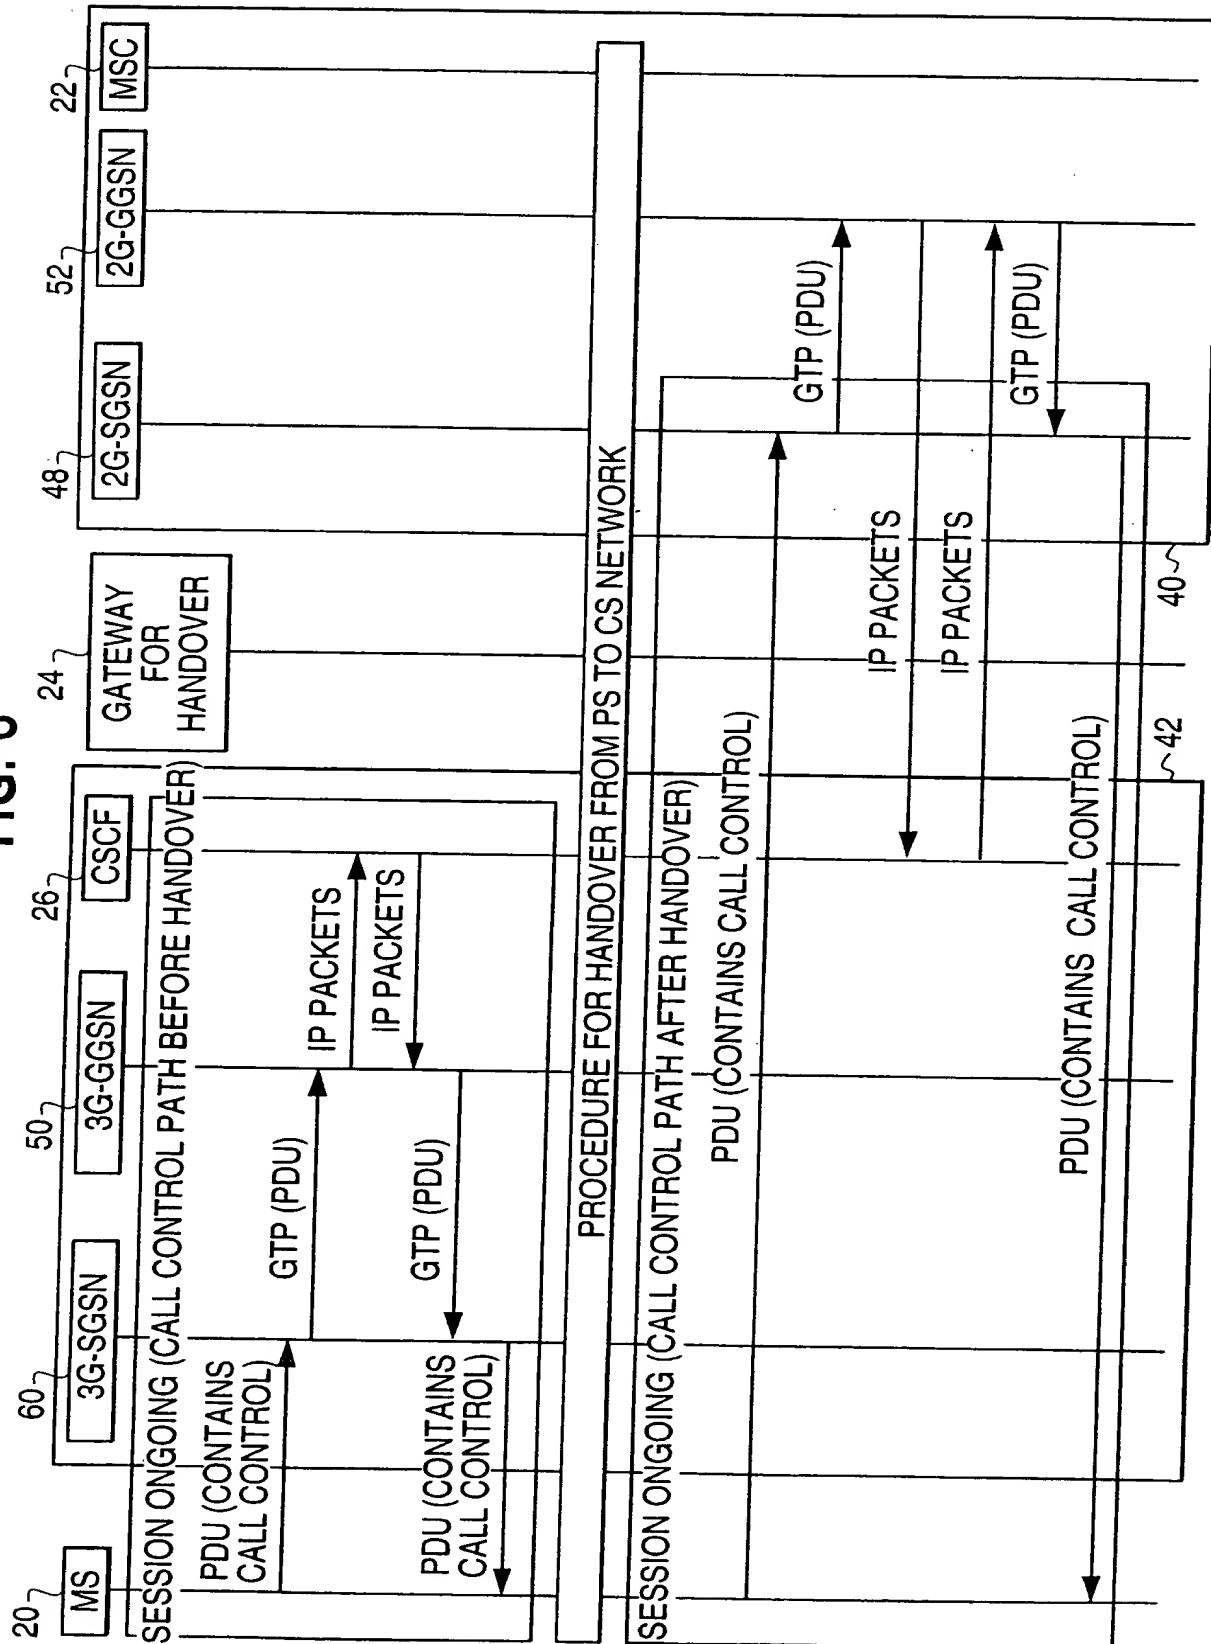 FIG.
20
60
50
26
24
48
52
22
MS
3G-SGSN
3G-GGSN
CSCF
GATEWAY
FOR
HANDOVER
2G-SGSN
2G-GGSN
MSC
SESSION ONGOING (CALL CONTROL PATH BEFORE HANDOVER)
PDU (CONTAINS
CALL CONTROL)
GTP (PDU)
IP PACKETS
IP PACKETS
GTP (PDU)
PDU (CONTAINS
CALL CONTROL)
PROCEDURE FOR HANDOVER FROM PS TO CS NETWORK
SESSION ONGOING (CALL CONTROL PATH AFTER HANDOVER)
PDU (CONTAINS CALL CONTROL)
GTP (PDU)
IP PACKETS
IP PACKETS
GTP (PDU)
PDU (CONTAINS CALL CONTROL)
42
40